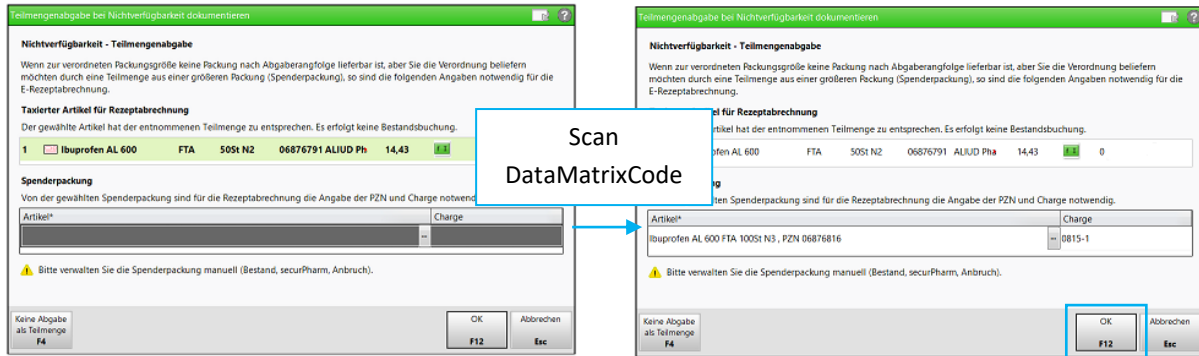 Teilmengenabgabe bei Nichtverfügbarkeit dokumentieren
Nichtverfügbarkeit - Teilmengenabgabe
Wenn zur verordneten Packungsgröße keine Packung nach Abgaberangfolge lieferbar ist, aber Sie die Verordnung beliefern
möchten durch eine Teilmenge aus einer größeren Packung (Spenderpackung), so sind die folgenden Angaben notwendig für die
E-Rezeptabrechnung.
Taxierter Artikel für Rezeptabrechnung
Der gewählte Artikel hat der entnommenen Teilmenge zu
1 Ibuprofen AL 600 FTA 50St N2 06876791 ALIUD Ph 14,43
Spenderpackung
Von der gewählten Spenderpackung sind für die Rezeptabrechnung die Angabe der PZN und Charge notwend
Artikel* Charge
Bitte verwalten Sie die Spenderpackung manuell (Bestand, securPharm, Anbruch).
Keine Abgabe
als Teilmenge
F4
OK
F12
Abbrechen
Esc
Scan
DataMatrixCode
Teilmengenabgabe bei Nichtverfügbarkeit dokumentieren
Nichtverfügbarkeit - Teilmengenabgabe
Wenn zur verordneten Packungsgröße keine Packung nach Abgaberangfolge lieferbar ist, aber Sie die Verordnung beliefern
möchten durch eine Teilmenge aus einer größeren Packung (Spenderpackung), so sind die folgenden Angaben notwendig für die
E-Rezeptabrechnung.
el für Rezeptabrechnung
rtikel hat der entnommenen Teilmenge zu entsprechen. Es erfolgt keine Bestandsbuchung.
fen AL 600 FTA 50St N2 06876791 ALIUD Pha 14,43 0
g
ten Spenderpackung sind für die Rezeptabrechnung die Angabe der PZN und Charge notwendig.
Artikel* Charge
Ibuprofen AL 600 FTA 100St N3 , PZN 06876816 0815-1
Bitte verwalten Sie die Spenderpackung manuell (Bestand, securPharm, Anbruch).
Keine Abgabe
als Teilmenge
F4
OK
F12
Abbrechen
Esc